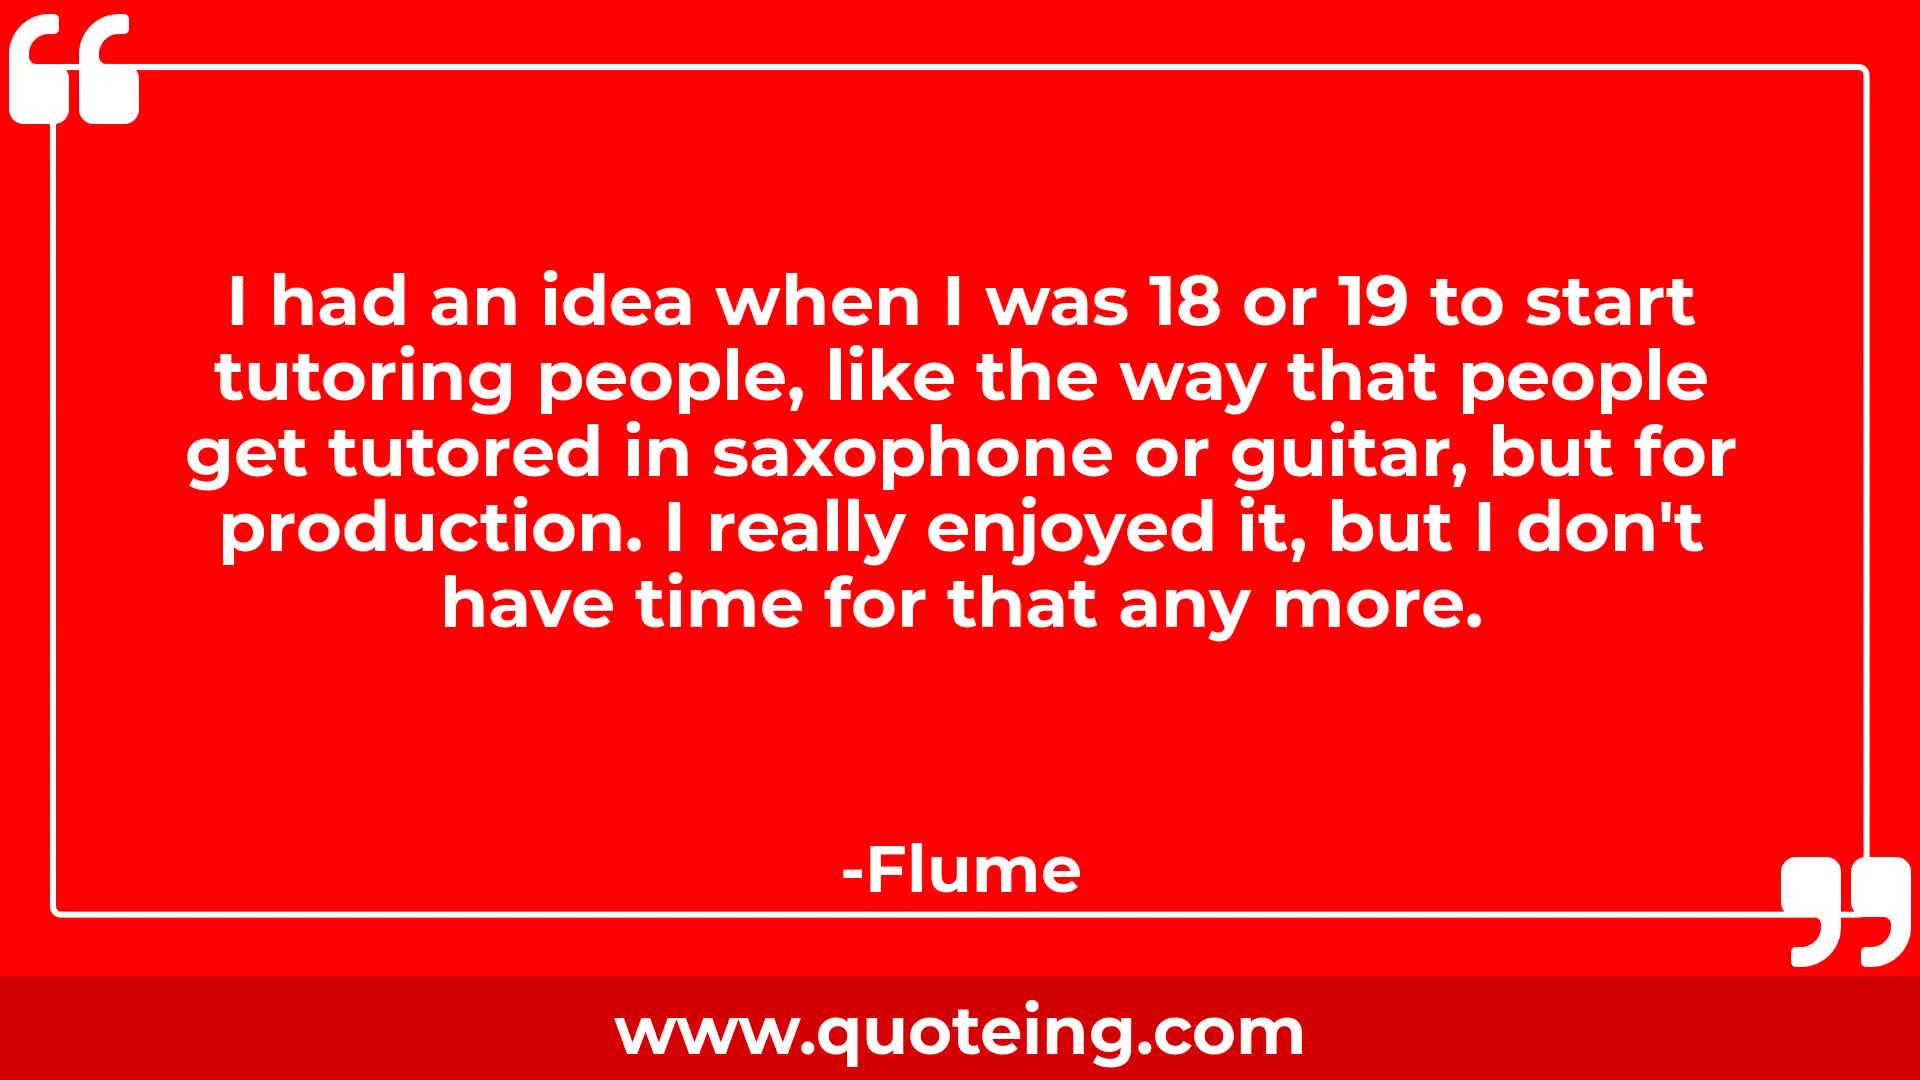 I had an idea when I was 18 or 19 to start
tutoring people, like the way that people
get tutored in saxophone or guitar, but for
production. I really enjoyed it, but I don't
have time for that any more.
-Flume
www.quoteing.com